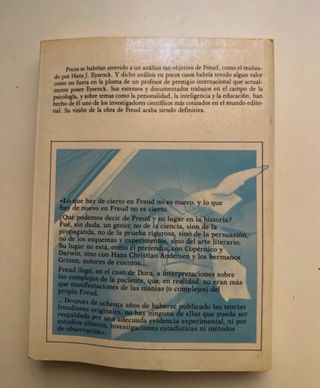 Pocos se habrían atrevido a un análisis tan objetivo de Freud, como el realiza-
do por Hans J. Eysenck. Y dicho análisis en pocos casos habría tenido algun valor
como no fuera en la pluma de un profesor de prestigio internacional que actual-
mente posee Eysenck. Sus extensos y documentados trabajos en el campo de la
psicología, y sobre temas como la personalidad, la inteligencia y la educación, han
hecho de él uno de los investigadores científicos más cotizados en el mundo edito-
rial. Su visión de la obra de Freud acaba siendo definitiva.
«Lo que hay de cierto en Freud no es nuevo, y lo que
hay de nuevo en Freud no es cierto.
¿Qué podemos decir de Freud y su lugar en la historia?
Fué, sin duda, un genio; no de la ciencia, sino de la
propaganda, no de la prueba rigurosa, sino de la persuasión,
no de los esquemas y experimentos, sino del arte literario.
Su lugar no está, como él pretendía, con Copérnico y
Darwin, sino con Hans Christian Andersen y los hermanos
Grimm, autores de cuentos...
Freud llegó, en el caso de Dora, a interpretaciones sobre
los complejos de la paciente, que, en realidad, no eran más
que manifestaciones de las manías (o complejos) del
propio Freud.
.. Después de ochenta años de haberse publicado las teorías
freudianas originales, no hay ninguna de ellas que pueda ser
respaldada por una adecuada evidencia experimental, ni por
estudios clínicos, investigaciones estadísticas ni métodos
de observación».